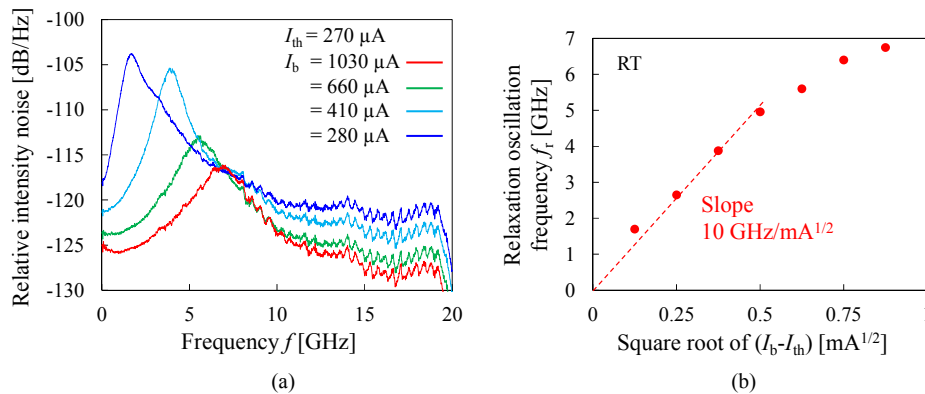 -100
-105
-110
-115
-120
-125
-130
Relative intensity noise [dB/Hz]
I_th = 270 µA
I_b = 1030 µA
= 660 µA
= 410 µA
= 280 µA
0 5 10 15 20
Frequency f [GHz]
(a)
7
6
5
4
3
2
1
0
Relaxation oscillation
frequency f_r [GHz]
RT
Slope
10 GHz/mA^1/2
0 0.25 0.5 0.75 1
Square root of (I_b-I_th) [mA^1/2]
(b)